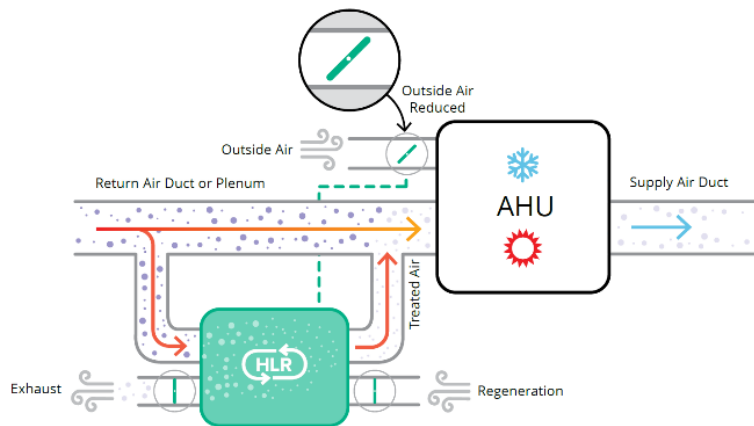 Outside Air
Reduced
Outside Air
Return Air Duct or Plenum
AHU
Supply Air Duct
Treated Air
HLR
Exhaust
Regeneration